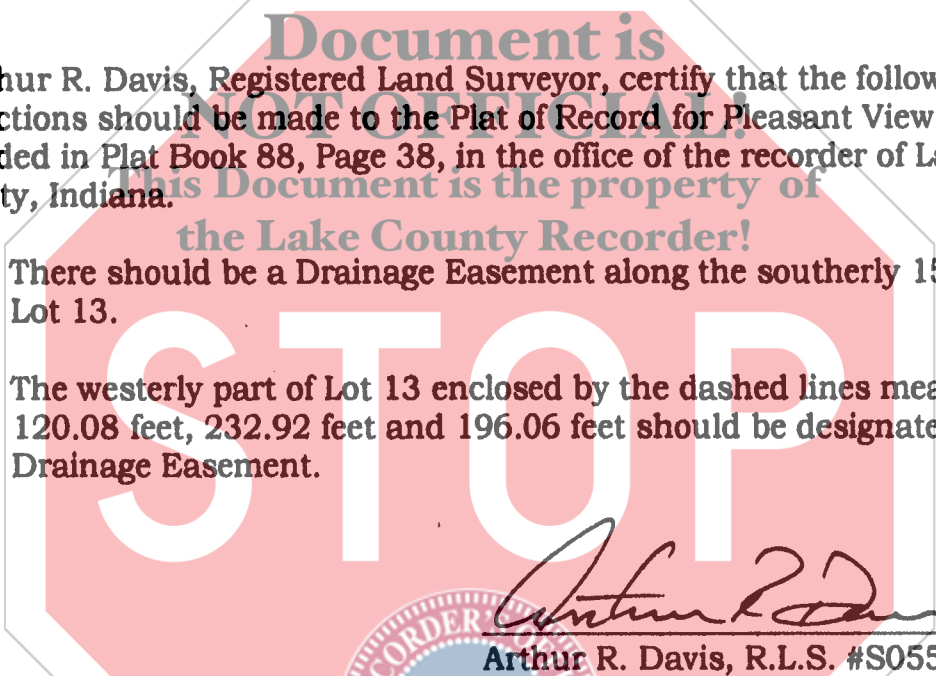 Document is
hur R. Davis, Registered Land Surveyor, certify that the follow
NOT OFFICIAL!
ctions should be made to the Plat of Record for Pleasant View
ded in Plat Book 88, Page 38, in the office of the recorder of La
This Document is the property of
ty, Indiana.
the Lake County Recorder!
There should be a Drainage Easement along the southerly 15
Lot 13.
STOP
The westerly part of Lot 13 enclosed by the dashed lines mea
120.08 feet, 232.92 feet and 196.06 feet should be designate
Drainage Easement.
Arthur R. Dav
CORDER'S OF
Arthur R. Davis, R.L.S. #S055